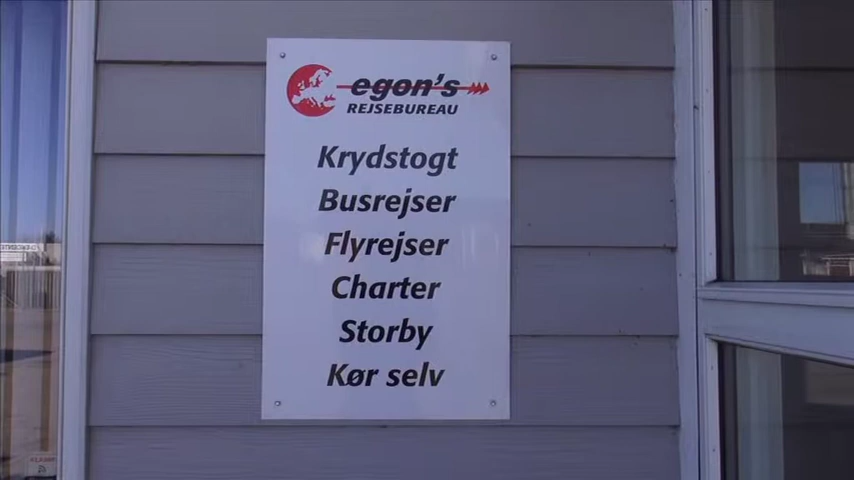 egon's
REJSEBUREAU
Krydstogt
Busrejser
Flyrejser
Charter
Storby
Kør selv